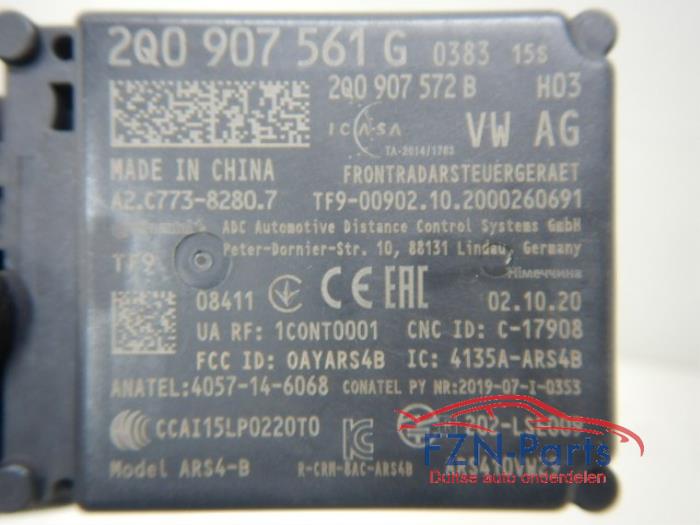 2Q0 907 561 G 0383 15s
2Q0 907 572 B H03
ICASA
TA-2014/1783
VW AG
MADE IN CHINA FRONTRADARSTEUERGERAET
A2.C773-8280.7 TF9-00902.10.2000260691
ADC Automotive Distance Control Systems GmbH
Peter-Dornier-Str. 10, 88131 Lindau, Germany
TF9 Німеччина
08411 CE EAC 02.10.20
UA RF: 1CONT0001 CNC ID: C-17908
FCC ID: OAYARS4B IC: 4135A-ARS4B
ANATEL:4057-14-6068 CONATEL PY NR:2019-07-I-0353
CCAI15LP0220T0
Model ARS4-B R-CRM-8AC-ARS4B
FZN-Parts
Duitse auto onderdelen